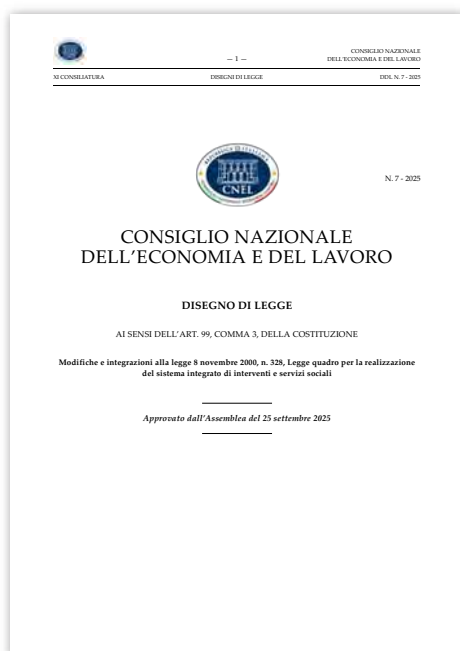 — 1 —
CONSIGLIO NAZIONALE
DELL'ECONOMIA E DEL LAVORO
XI CONSILIATURA
DISEGNI DI LEGGE
DDL N. 7 - 2025
REPUBBLICA ITALIANA
CNEL
N. 7 - 2025
CONSIGLIO NAZIONALE
DELL'ECONOMIA E DEL LAVORO
DISEGNO DI LEGGE
AI SENSI DELL'ART. 99, COMMA 3, DELLA COSTITUZIONE
Modifiche e integrazioni alla legge 8 novembre 2000, n. 328, Legge quadro per la realizzazione
del sistema integrato di interventi e servizi sociali
Approvato dall'Assemblea del 25 settembre 2025